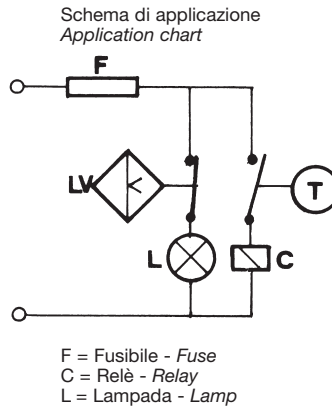 Schema di applicazione
Application chart
F
LV
T
L
C
F = Fusibile - Fuse
C = Relè - Relay
L = Lampada - Lamp